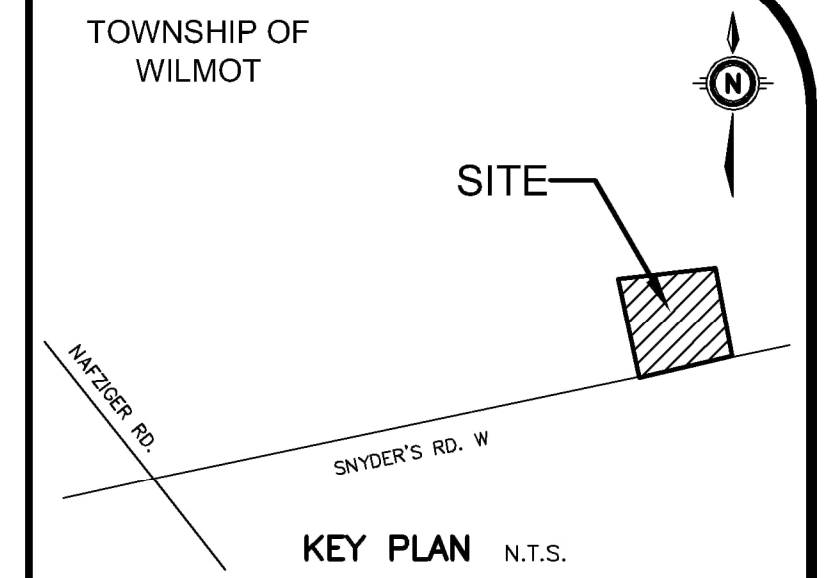 TOWNSHIP OF
WILMOT
N
SITE
NAFZIGER RD.
SNYDER'S RD. W
KEY PLAN N.T.S.